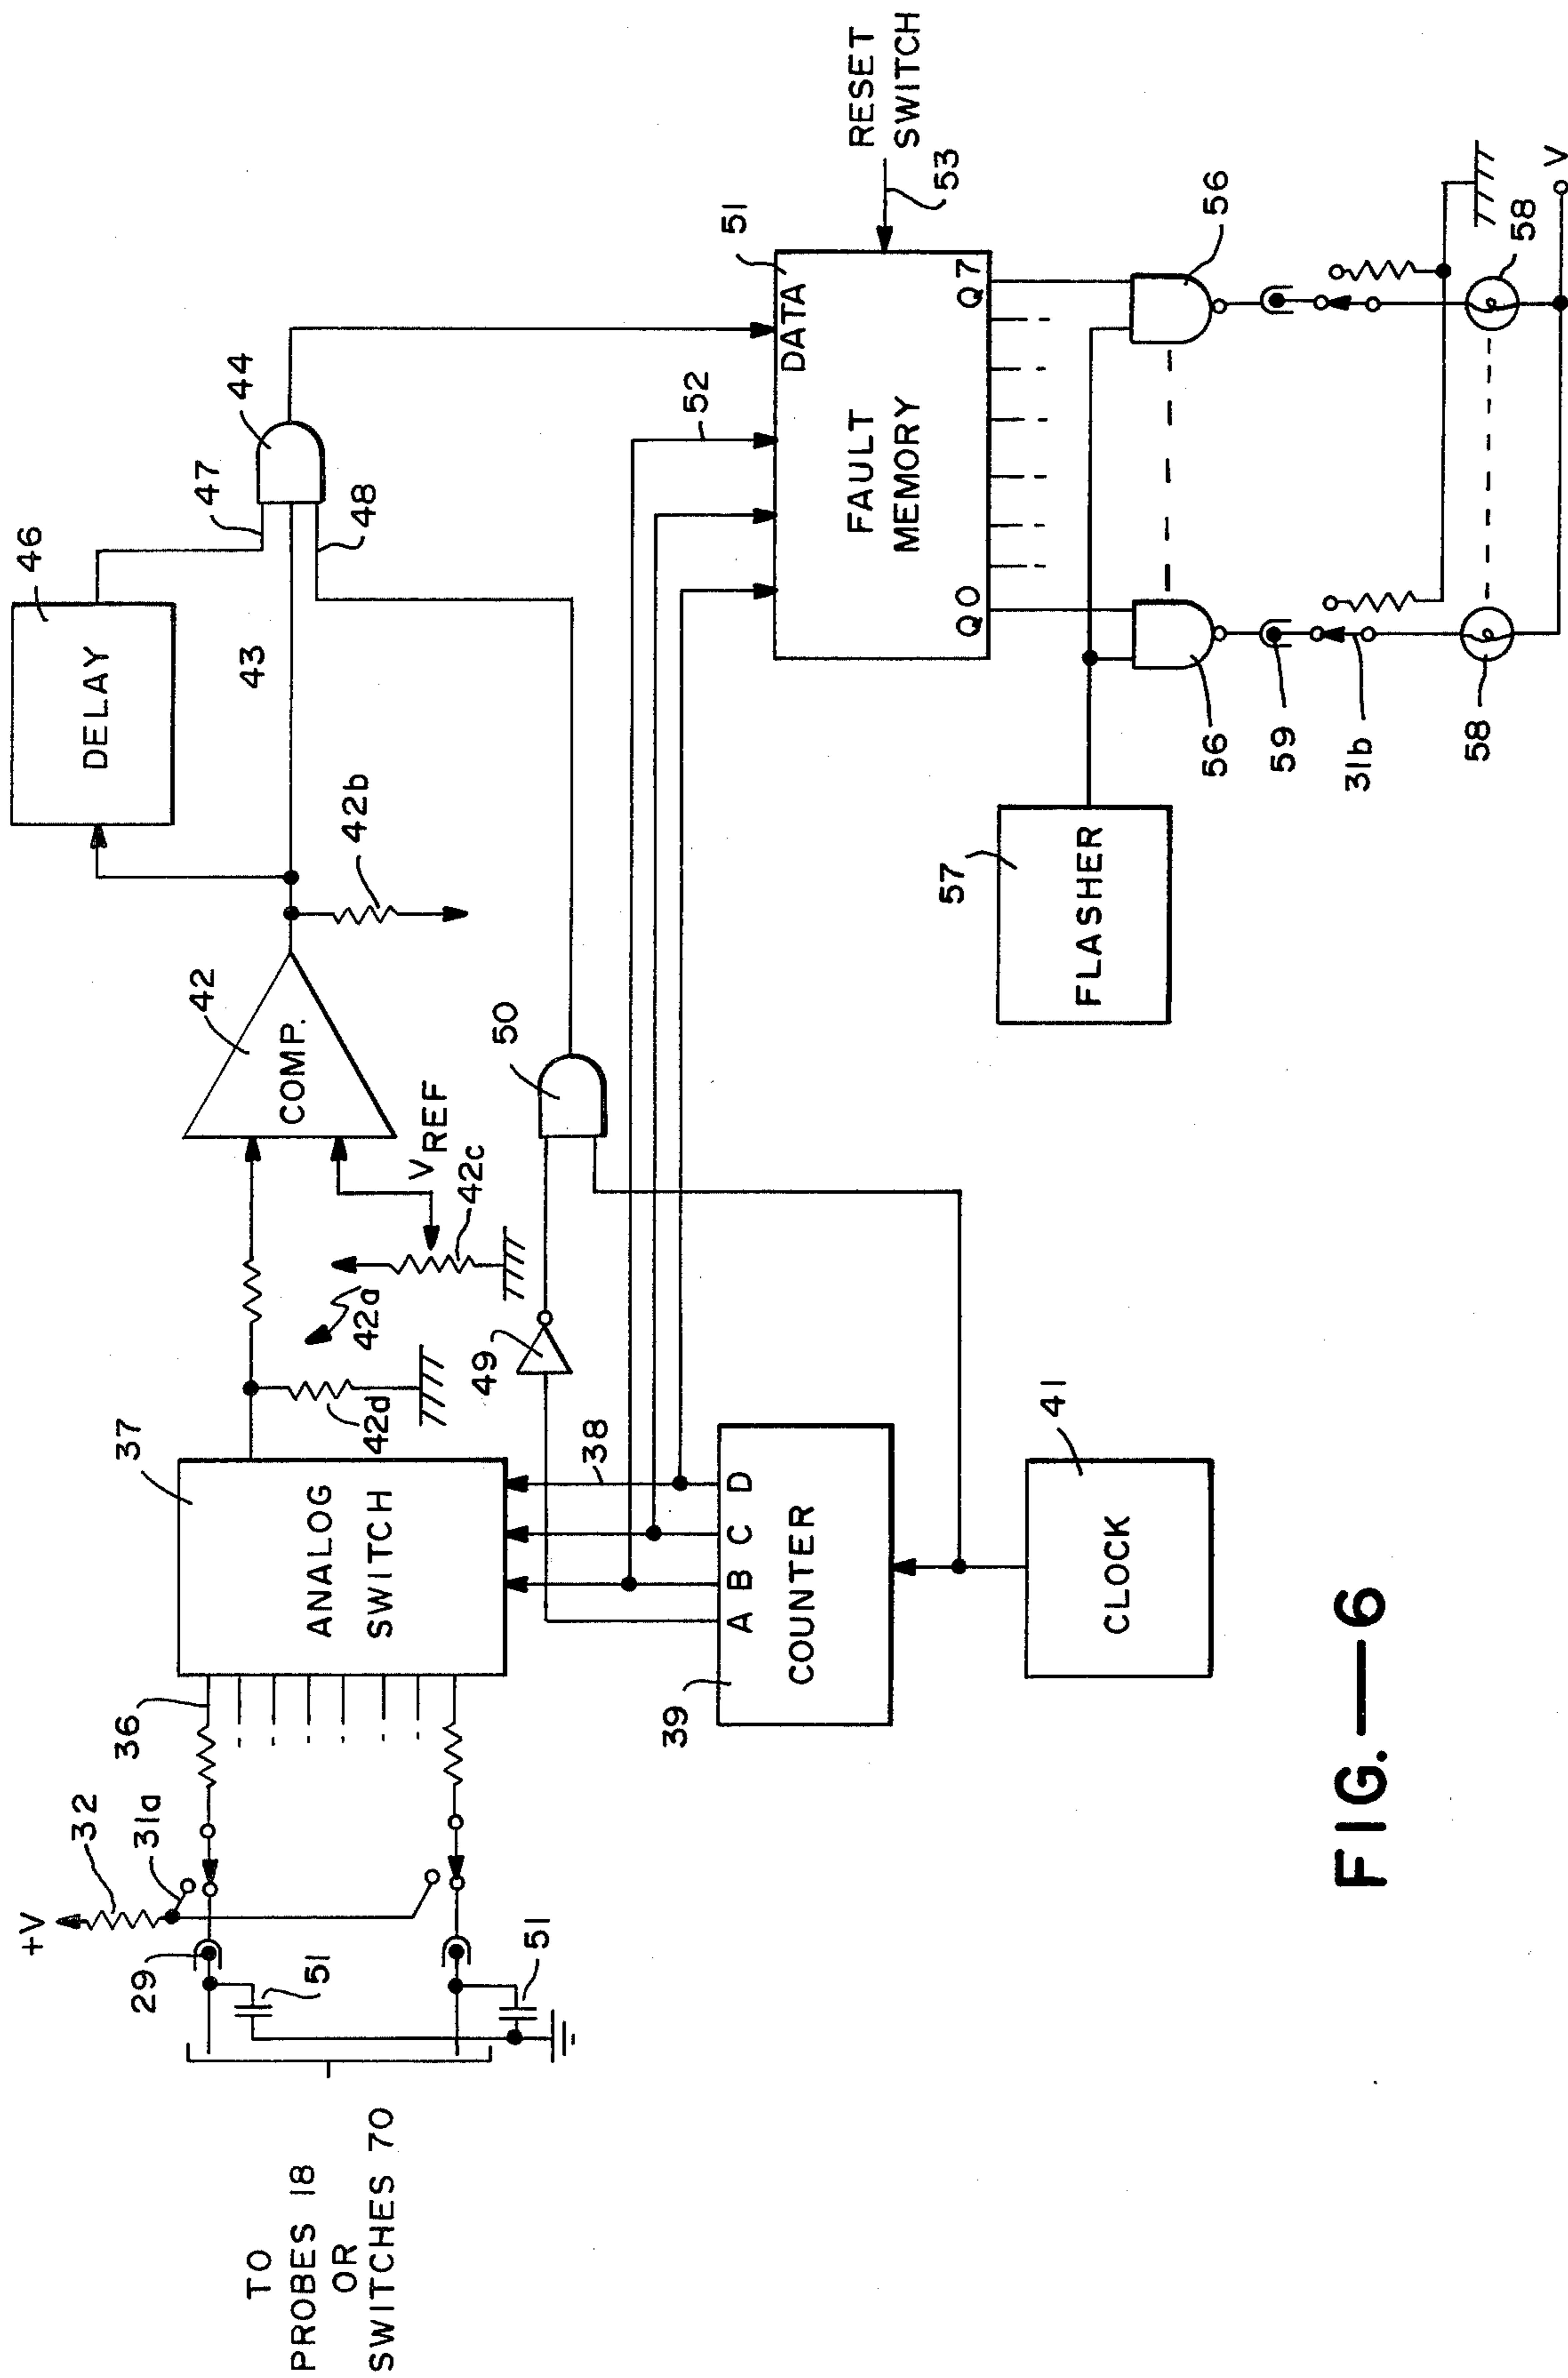 TO
PROBES 18
OR
SWITCHES 70
+V
32
31a
29
51
51
36
37
ANALOG
SWITCH
38
42d
42a
42c
VREF
42
COMP.
42b
43
46
DELAY
47
44
48
49
50
52
39
A B C D
COUNTER
41
CLOCK
51
DATA
FAULT
MEMORY
Q0
Q7
RESET
SWITCH
53
57
FLASHER
56
56
59
31b
58
58
V
FIG.—6